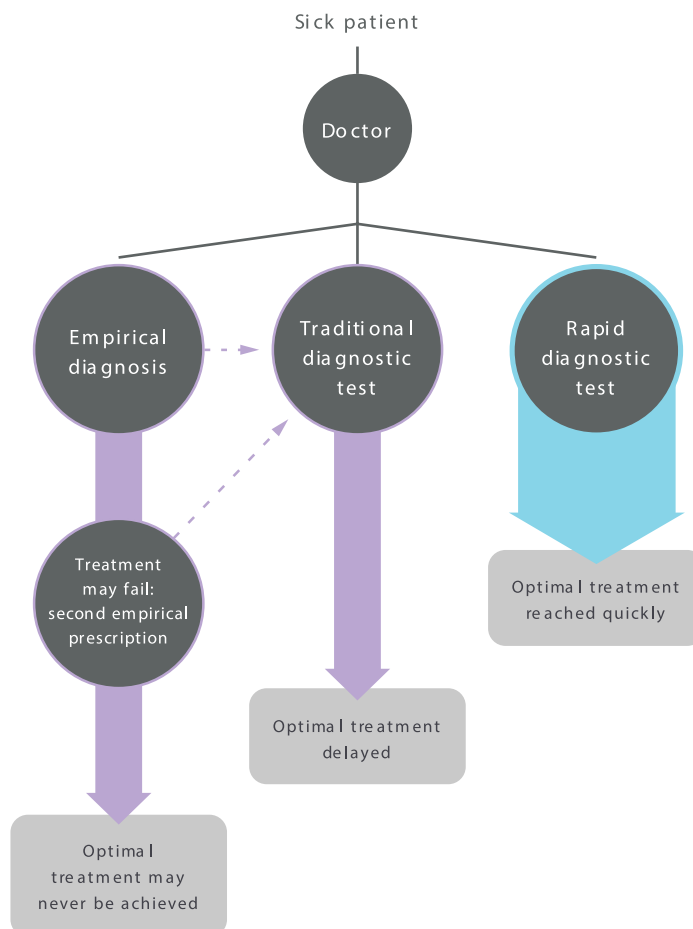 Sick patient
Doctor
Empirical
diagnosis
Traditional
diagnostic
test
Rapid
diagnostic
test
Treatment
may fail:
second empirical
prescription
Optimal treatment
reached quickly
Optimal treatment
delayed
Optimal
treatment may
never be achieved